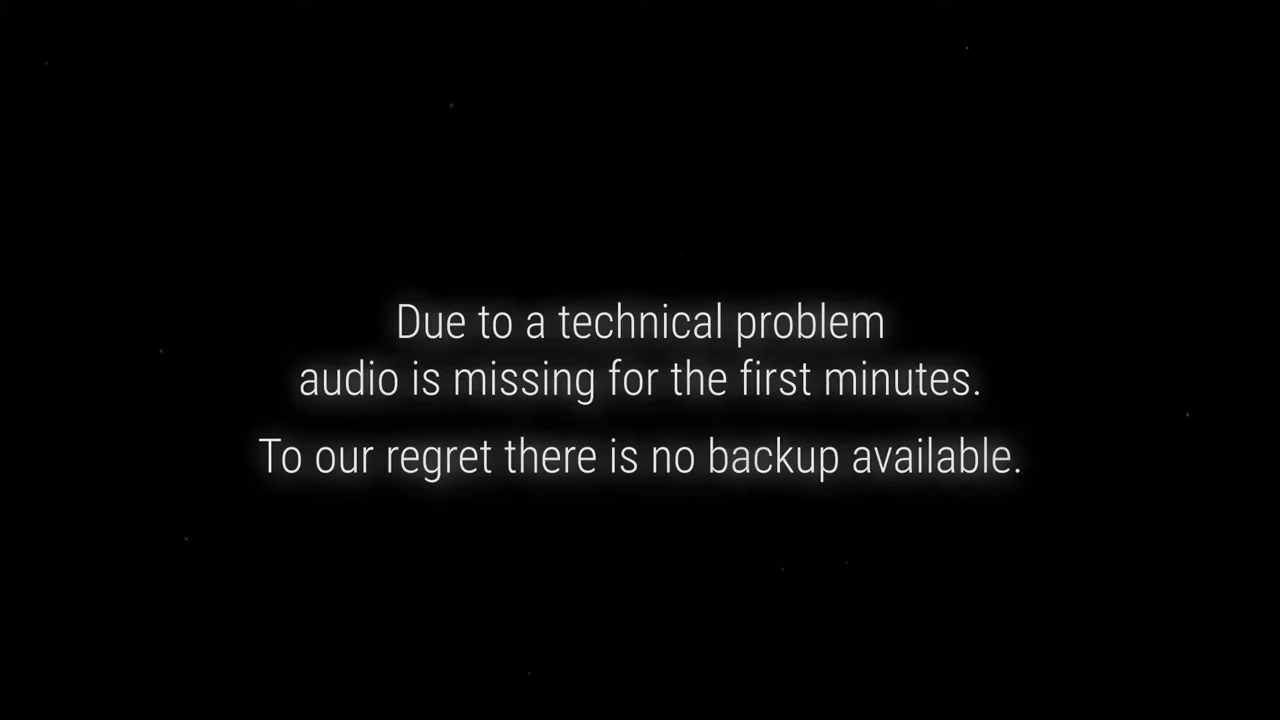 Due to a technical problem
audio is missing for the first minutes.
To our regret there is no backup available.